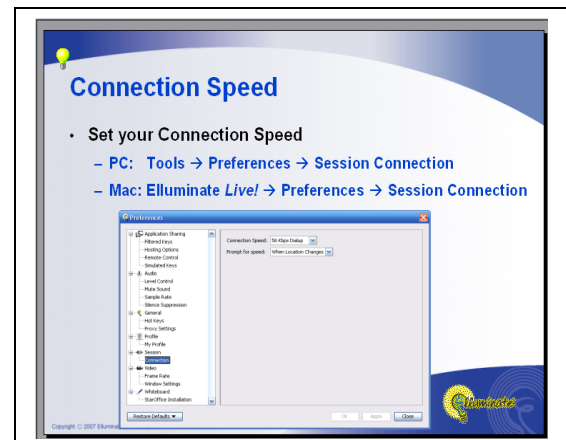 Connection Speed
• Set your Connection Speed
– PC: Tools → Preferences → Session Connection
– Mac: Elluminate Live! → Preferences → Session Connection
Preferences
Application Sharing
Filtered Keys
Hosting Options
Remote Control
Simulated Keys
Audio
Level Control
Mute Sound
Sample Rate
Silence Suppression
General
Hot Keys
Proxy Settings
Profile
My Profile
Session
Connection
Video
Frame Rate
Window Settings
Whiteboard
StarOffice Installation
Connection Speed: 56 Kbps Dialup
Prompt for speed: When Location Changes
Restore Defaults
OK
Apply
Close
Elluminate
Copyright © 2007